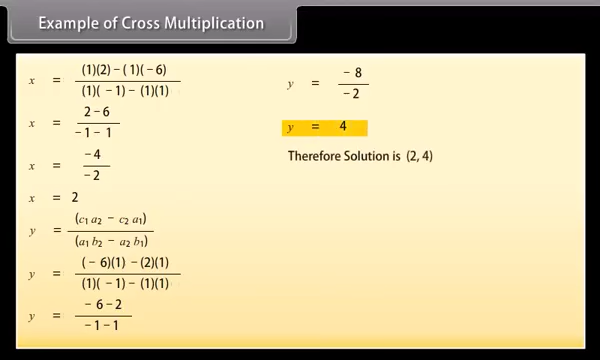 Example of Cross Multiplication
x = (1)(2) – ( 1)( – 6) / (1)( – 1) – (1)(1)
x = 2 – 6 / – 1 – 1
x = – 4 / – 2
x = 2
y = (c₁ a₂ – c₂ a₁) / (a₁ b₂ – a₂ b₁)
y = ( – 6)(1) – (2)(1) / (1)( – 1) – (1)(1)
y = – 6 – 2 / – 1 – 1
y = – 8 / – 2
y = 4
Therefore Solution is (2, 4)